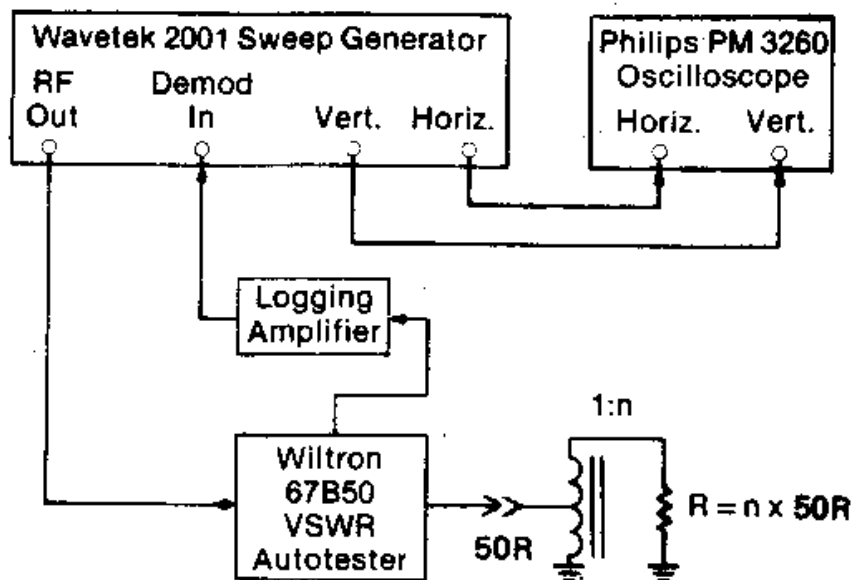 Wavetek 2001 Sweep Generator
RF
Out
Demod
In
Vert.
Horiz.
Philips PM 3260
Oscilloscope
Horiz.
Vert.
Logging
Amplifier
Wiltron
67B50
VSWR
Autotester
50R
1:n
R = n x 50R